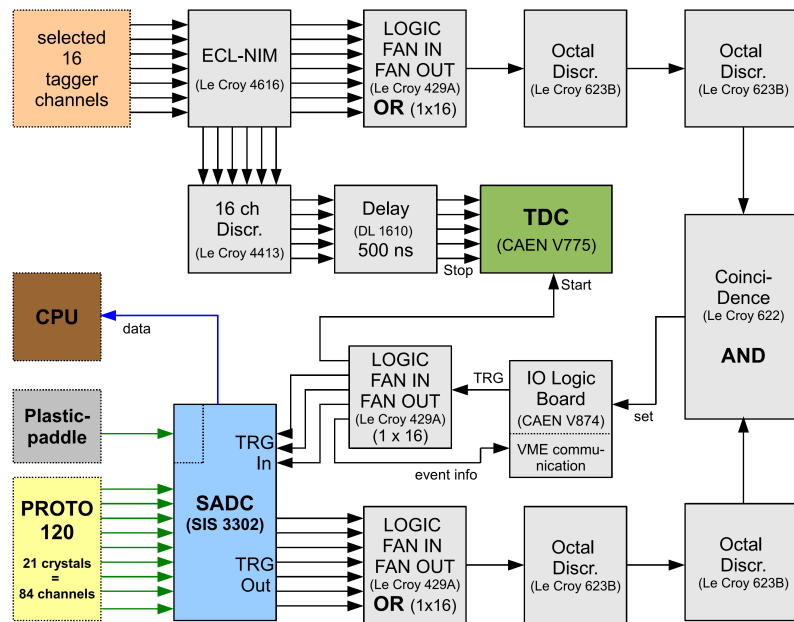 selected
16
tagger
channels
ECL-NIM
(Le Croy 4616)
LOGIC
FAN IN
FAN OUT
(Le Croy 429A)
OR (1x16)
Octal
Discr.
(Le Croy 623B)
Octal
Discr.
(Le Croy 623B)
16 ch
Discr.
(Le Croy 4413)
Delay
(DL 1610)
500 ns
Stop
TDC
(CAEN V775)
Start
Coinci-
Dence
(Le Croy 622)
AND
CPU
data
LOGIC
FAN IN
FAN OUT
(Le Croy 429A)
(1 x 16)
TRG
IO Logic
Board
(CAEN V874)
VME commu-
nication
set
event info
Plastic-
paddle
TRG
In
SADC
(SIS 3302)
TRG
Out
PROTO
120
21 crystals
=
84 channels
LOGIC
FAN IN
FAN OUT
(Le Croy 429A)
OR (1x16)
Octal
Discr.
(Le Croy 623B)
Octal
Discr.
(Le Croy 623B)